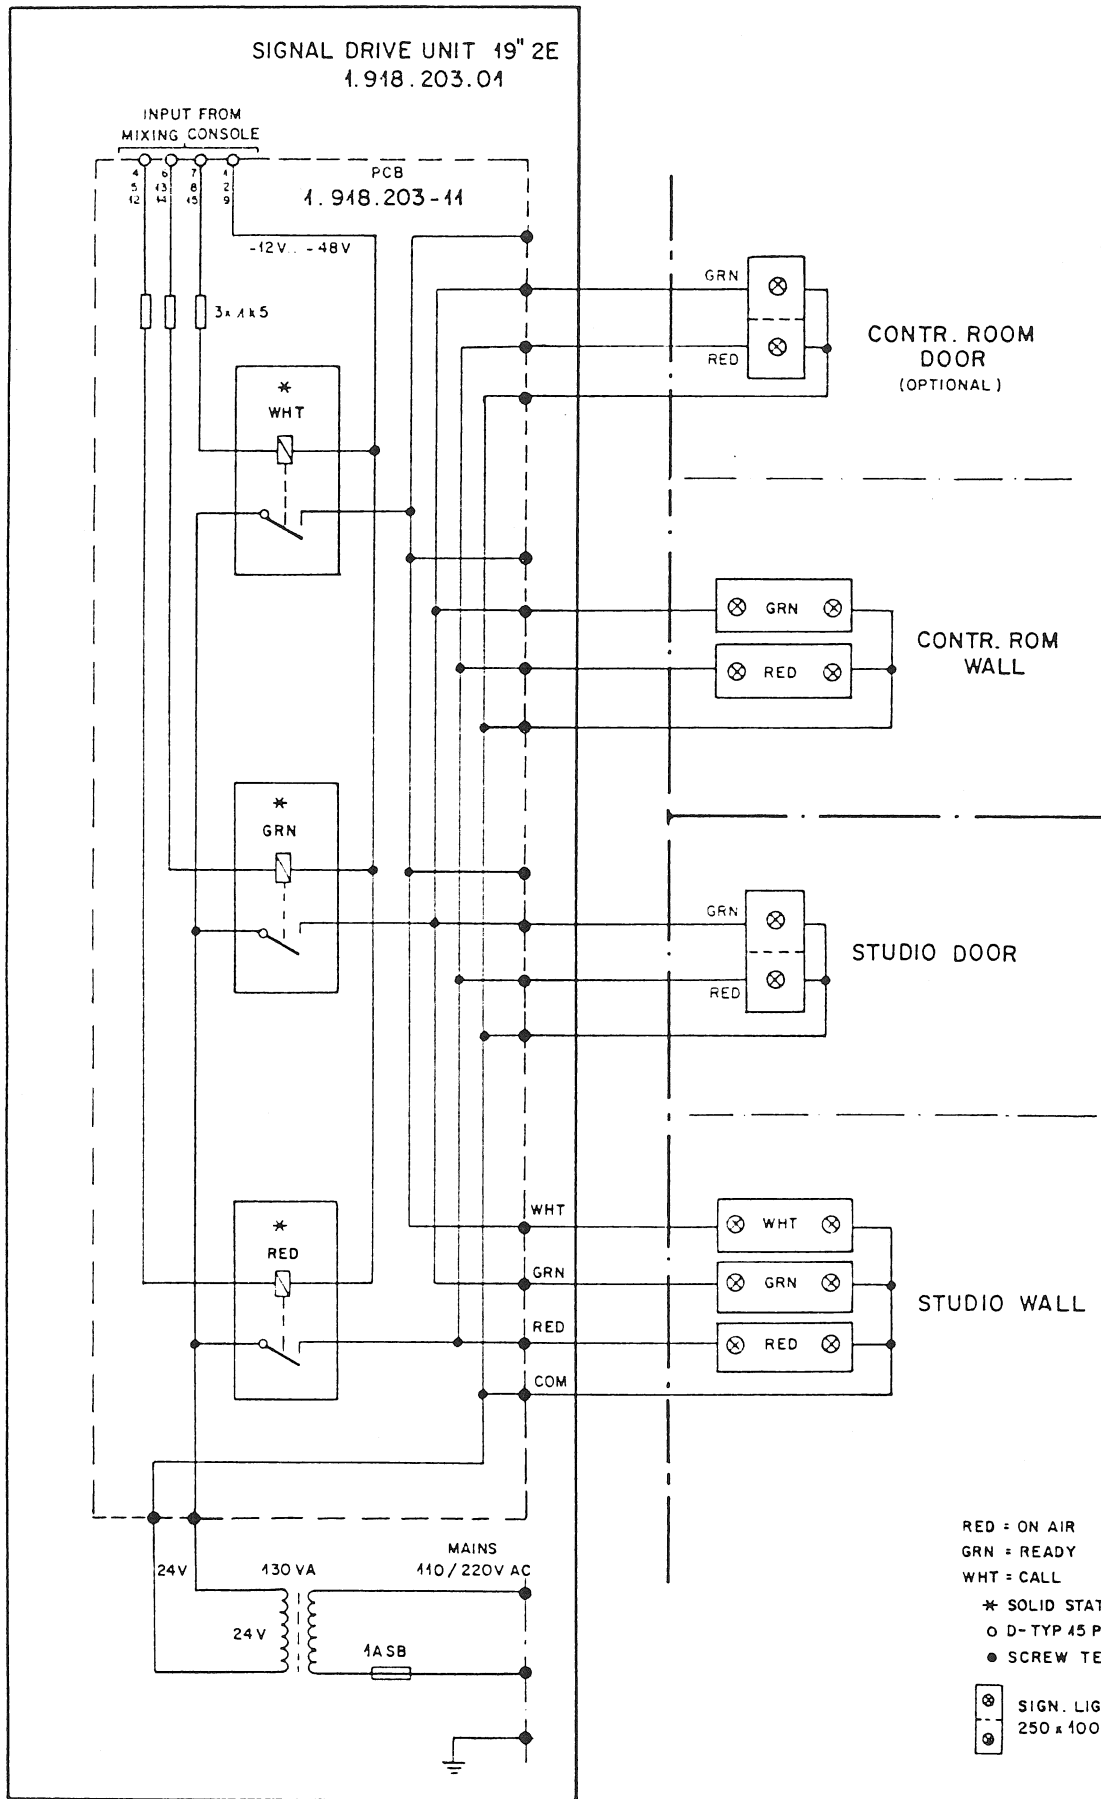 SIGNAL DRIVE UNIT 19" 2E
1.918.203.01
INPUT FROM
MIXING CONSOLE
4 6 7 1
5 13 8 2
12 14 15 9
PCB
1.918.203-11
-12V.. -48V
3x 1k5
*
WHT
GRN
RED
CONTR. ROOM
DOOR
(OPTIONAL)
GRN
RED
CONTR. ROM
WALL
*
GRN
GRN
RED
STUDIO DOOR
*
RED
WHT
GRN
RED
COM
WHT
GRN
RED
STUDIO WALL
24V
130 VA
MAINS
110/220V AC
24V
1ASB
RED = ON AIR
GRN = READY
WHT = CALL
* SOLID STAT
D-TYP 15 P
SCREW TE
SIGN. LIG
250 x 100